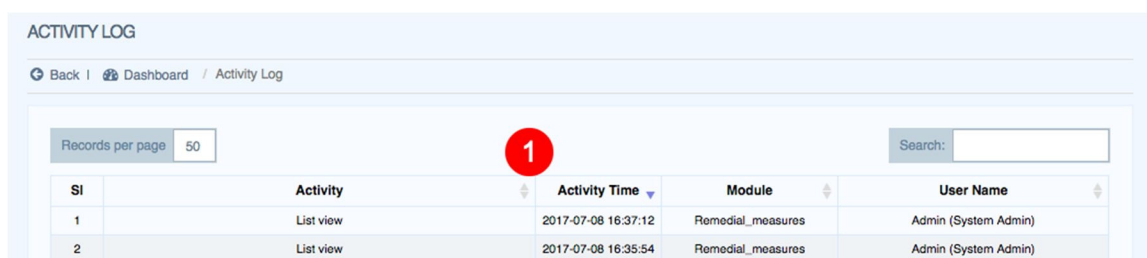 ACTIVITY LOG
Back | Dashboard / Activity Log
Records per page 50 1 Search:
Sl Activity Activity Time Module User Name
1 List view 2017-07-08 16:37:12 Remedial_measures Admin (System Admin)
2 List view 2017-07-08 16:35:54 Remedial_measures Admin (System Admin)